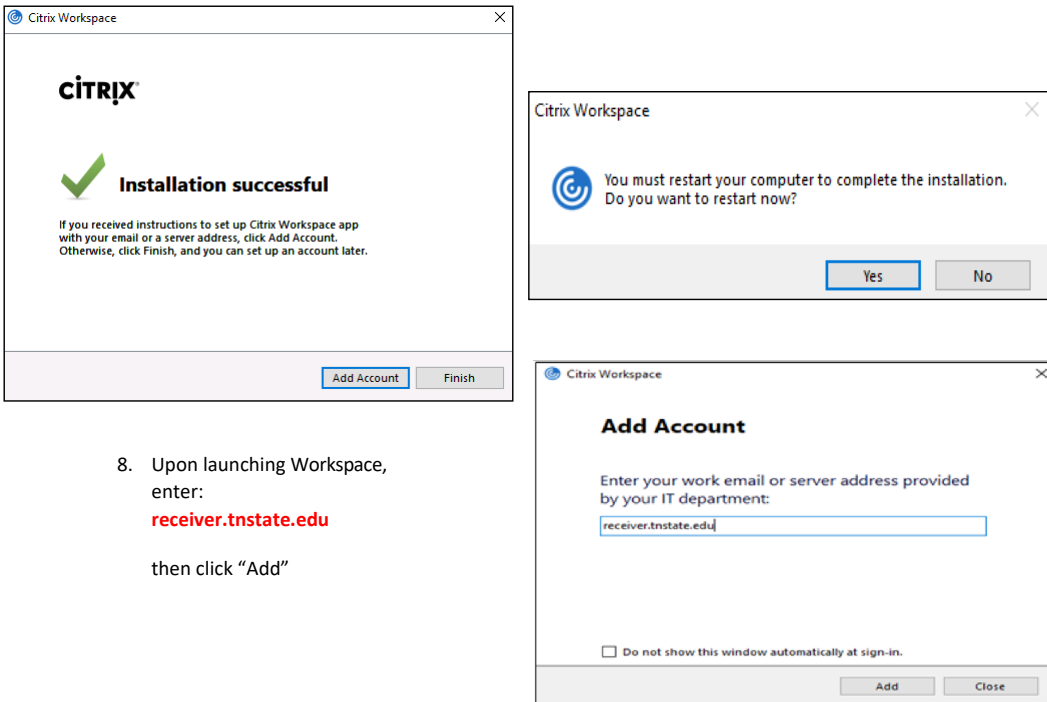 Citrix Workspace
CİTRIX
Installation successful
If you received instructions to set up Citrix Workspace app
with your email or a server address, click Add Account.
Otherwise, click Finish, and you can set up an account later.
Add Account
Finish
Citrix Workspace
You must restart your computer to complete the installation.
Do you want to restart now?
Yes
No
8. Upon launching Workspace,
enter:
receiver.tnstate.edu
then click “Add”
Citrix Workspace
Add Account
Enter your work email or server address provided
by your IT department:
receiver.tnstate.edu
Do not show this window automatically at sign-in.
Add
Close